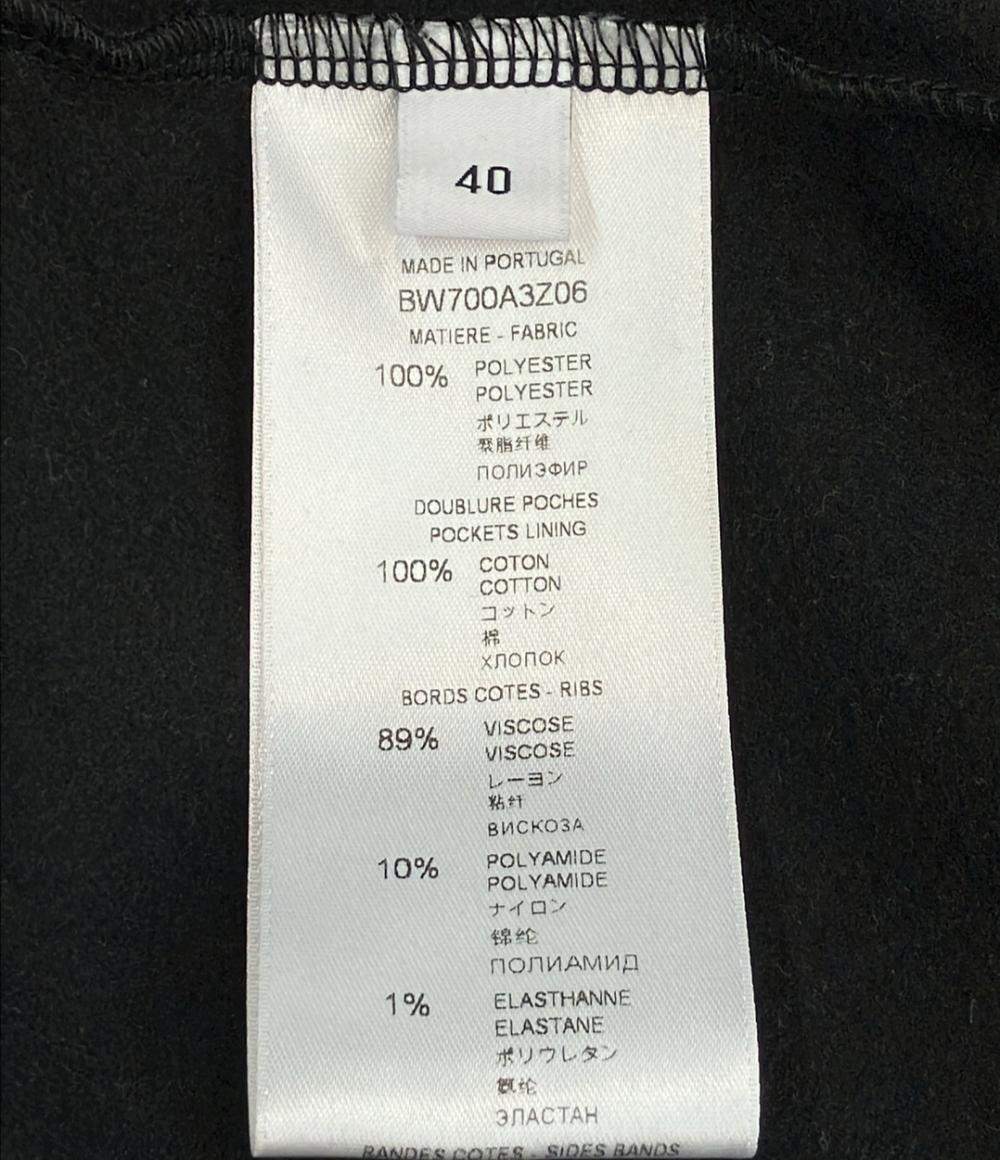 40
MADE IN PORTUGAL
BW700A3Z06
MATIERE - FABRIC
100% POLYESTER
POLYESTER
ポリエステル
聚脂纤维
ПОЛИЭФИР
DOUBLURE POCHES
POCKETS LINING
100% COTON
COTTON
コットン
棉
ХЛОПОК
BORDS COTES - RIBS
89% VISCOSE
VISCOSE
レーヨン
粘纤
ВИСКОЗА
10% POLYAMIDE
POLYAMIDE
ナイロン
锦纶
ПОЛИАМИД
1% ELASTHANNE
ELASTANE
ポリウレタン
氨纶
ЭЛАСТАН
BANDES COTES - SIDES BANDS